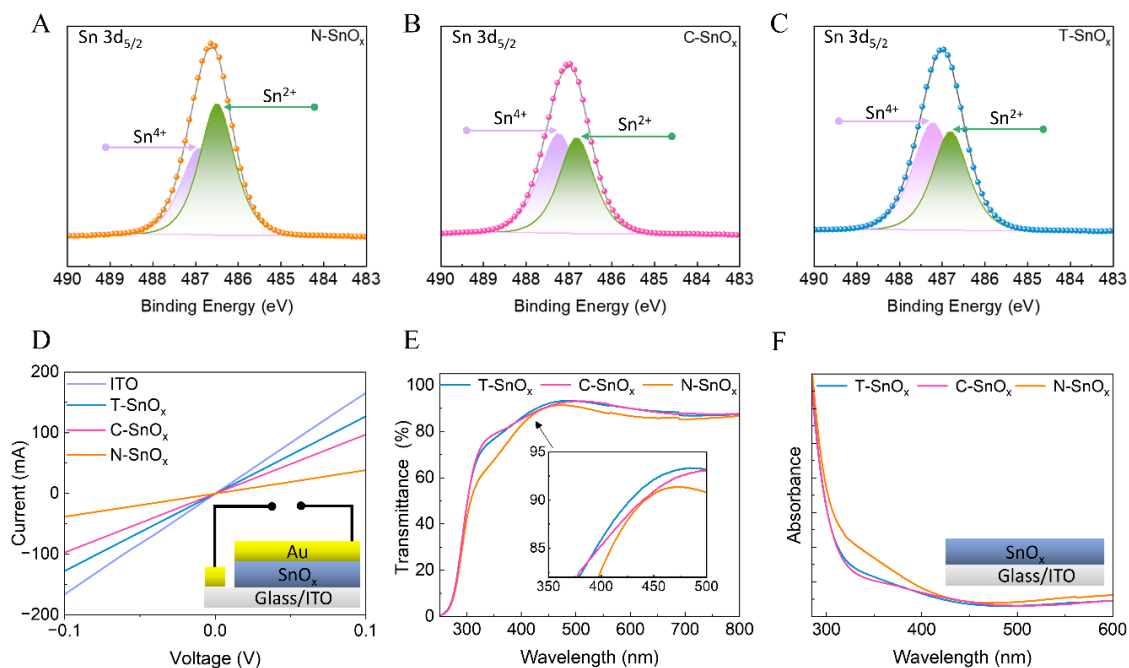 A
Sn 3d5/2
N-SnOx
Sn4+
Sn2+
490 489 488 487 486 485 484 483
Binding Energy (eV)
B
Sn 3d5/2
C-SnOx
Sn4+
Sn2+
490 489 488 487 486 485 484 483
Binding Energy (eV)
C
Sn 3d5/2
T-SnOx
Sn4+
Sn2+
490 489 488 487 486 485 484 483
Binding Energy (eV)
D
Current (mA)
200
150
100
50
0
-50
-100
-150
-200
ITO
T-SnOx
C-SnOx
N-SnOx
Au
SnOx
Glass/ITO
-0.1 0.0 0.1
Voltage (V)
E
Transmittance (%)
100
80
60
40
20
0
T-SnOx C-SnOx N-SnOx
95
90
85
350 400 450 500
300 400 500 600 700 800
Wavelength (nm)
F
Absorbance
T-SnOx C-SnOx N-SnOx
SnOx
Glass/ITO
300 400 500 600
Wavelength (nm)